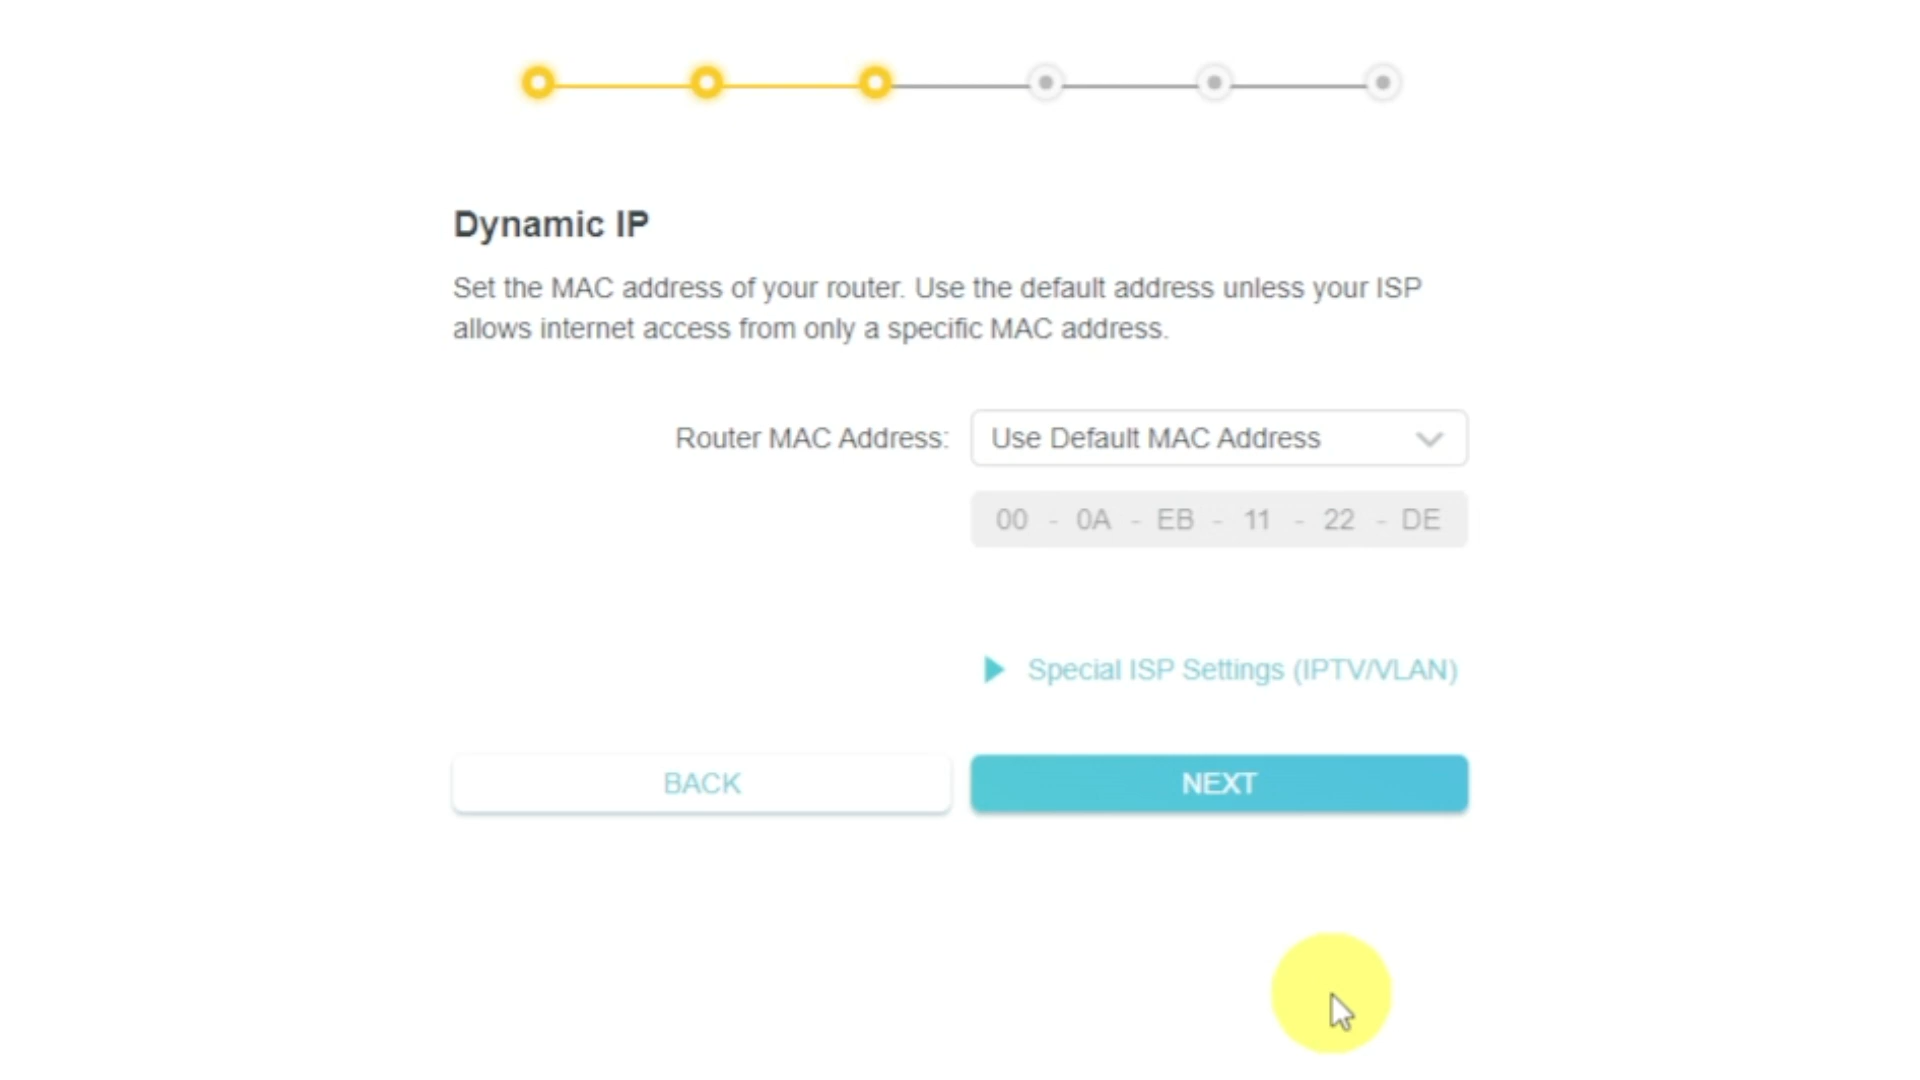 Dynamic IP
Set the MAC address of your router. Use the default address unless your ISP
allows internet access from only a specific MAC address.
Router MAC Address: Use Default MAC Address
00 - 0A - EB - 11 - 22 - DE
Special ISP Settings (IPTV/VLAN)
BACK NEXT